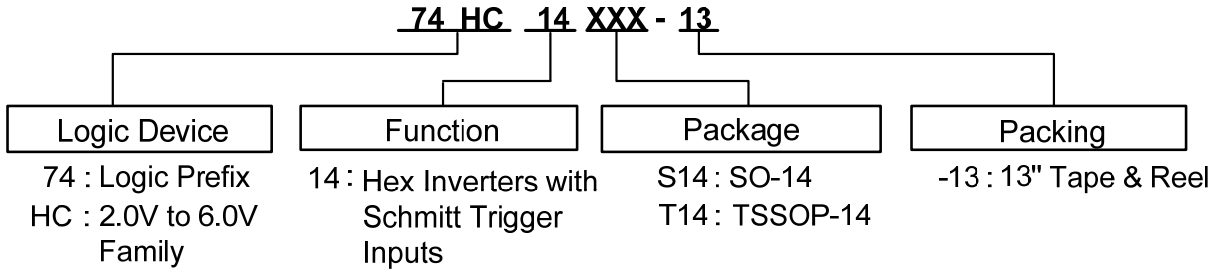 74 HC 14 XXX - 13
Logic Device
Function
Package
Packing
74 : Logic Prefix
HC : 2.0V to 6.0V
Family
14 : Hex Inverters with
Schmitt Trigger
Inputs
S14 : SO-14
T14 : TSSOP-14
-13 : 13" Tape & Reel